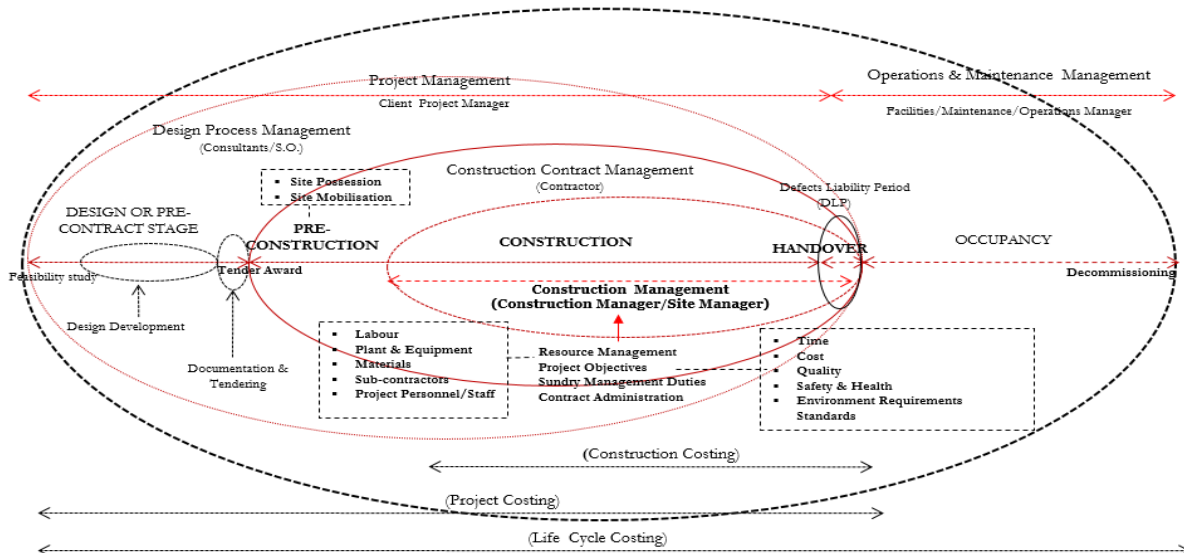 Project Management
Operations & Maintenance Management
Client Project Manager
Facilities/Maintenance/Operations Manager
Design Process Management
(Consultants/S.O.)
Construction Contract Management
(Contractor)
▪ Site Possession
▪ Site Mobilisation
Defects Liability Period
(DLP)
DESIGN OR PRE-
CONTRACT STAGE
PRE-
CONSTRUCTION
CONSTRUCTION
HANDOVER
OCCUPANCY
Feasibility study
Tender Award
Decommissioning
Construction Management
(Construction Manager/Site Manager)
Design Development
Documentation &
Tendering
▪ Labour
▪ Plant & Equipment
▪ Materials
▪ Sub-contractors
▪ Project Personnel/Staff
Resource Management
Project Objectives
Sundry Management Duties
Contract Administration
▪ Time
▪ Cost
▪ Quality
▪ Safety & Health
▪ Environment Requirements
Standards
(Construction Costing)
(Project Costing)
(Life Cycle Costing)